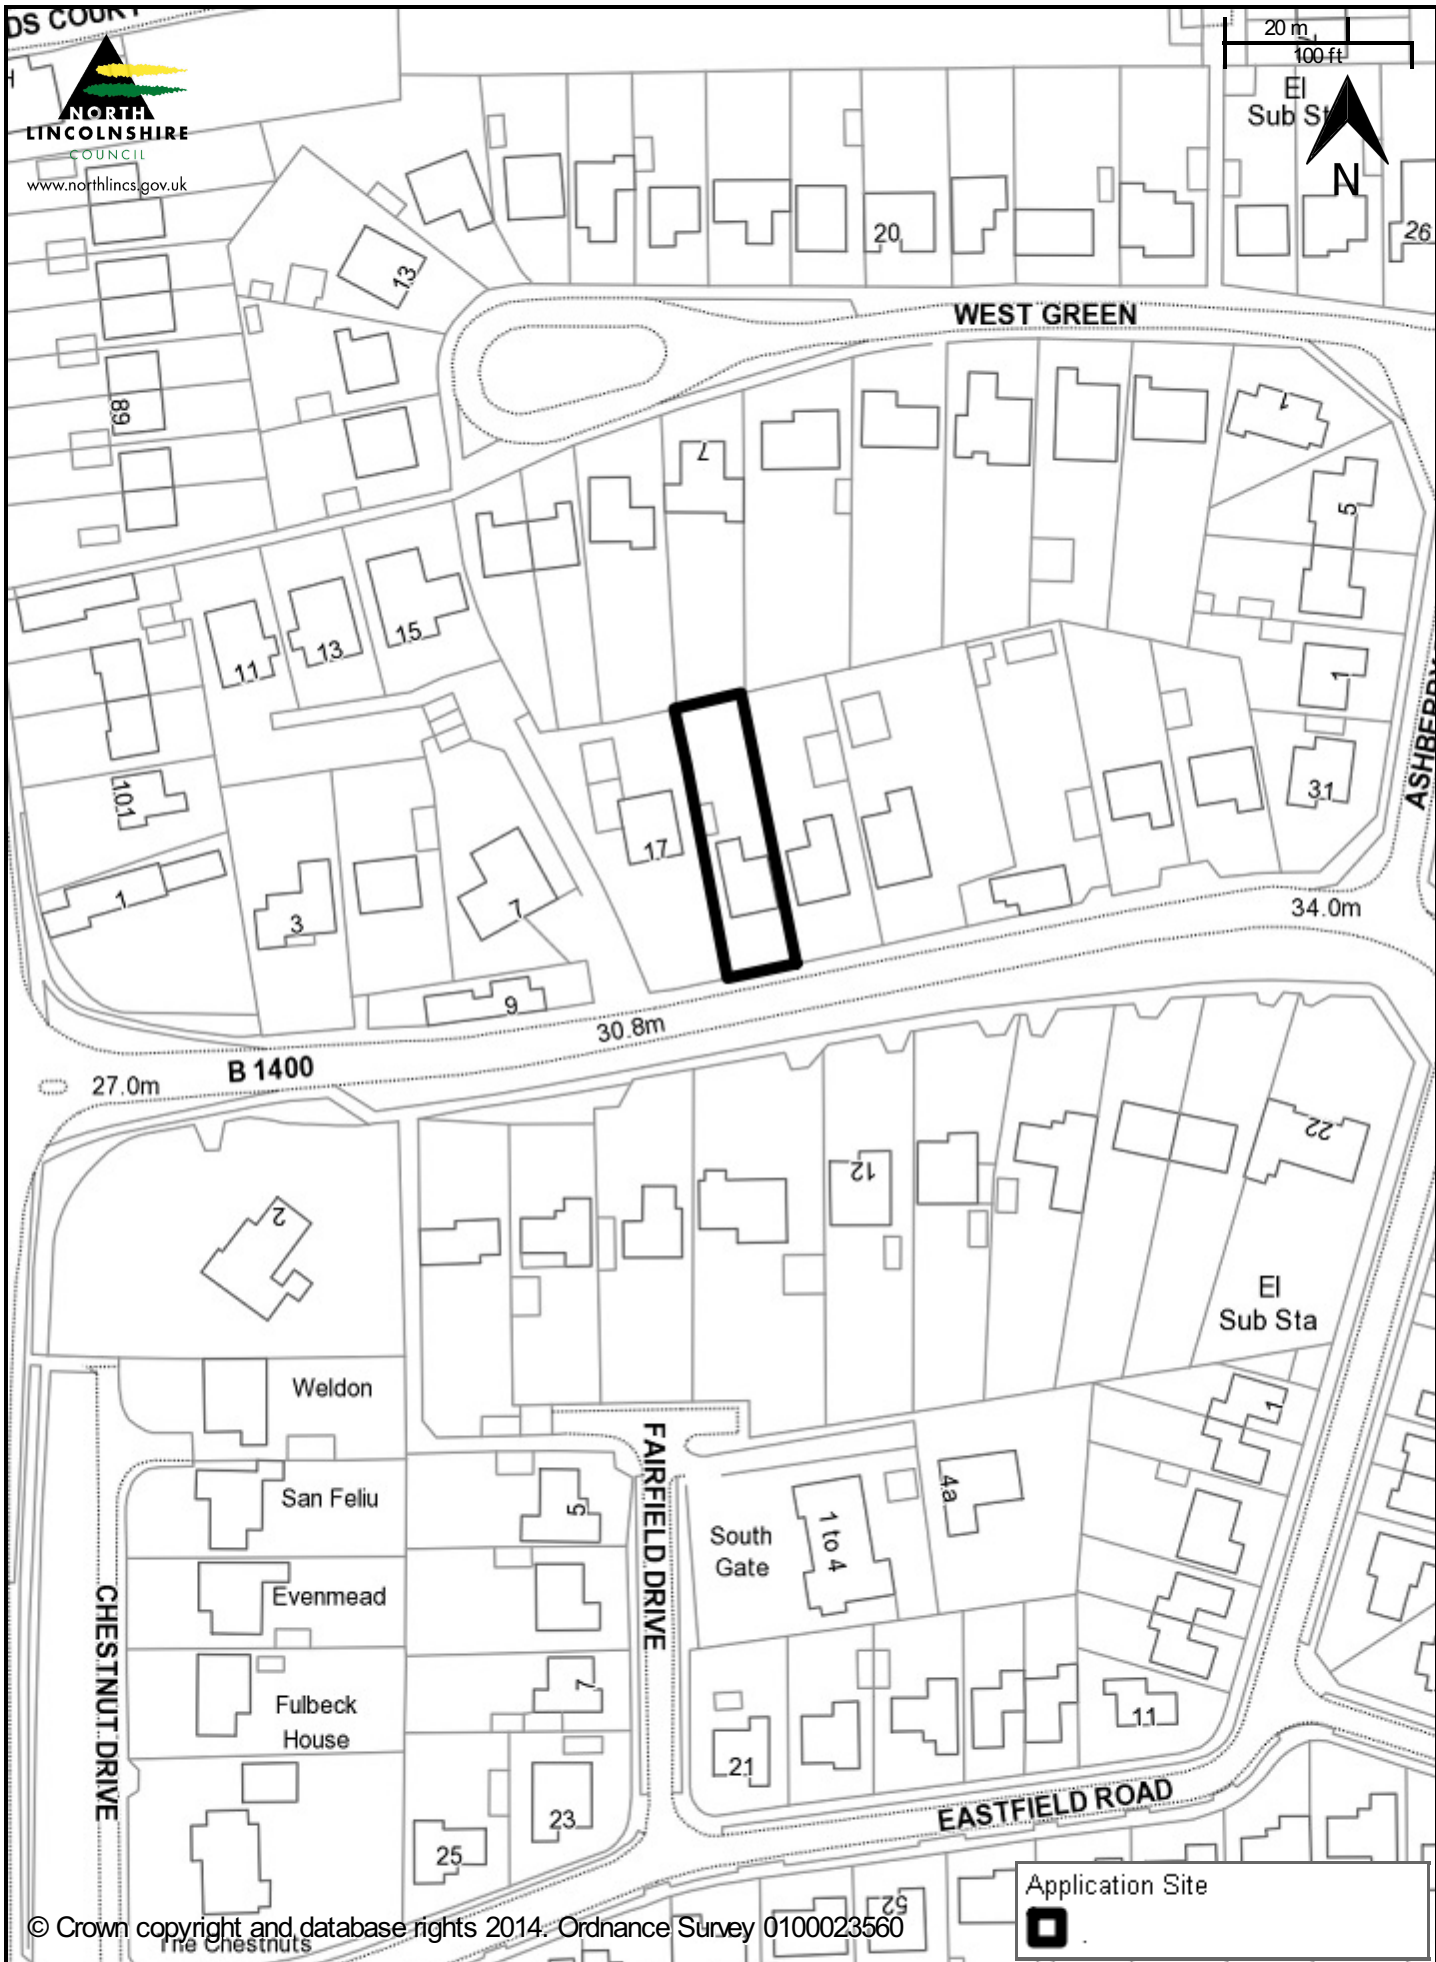 DS COURT
NORTH
LINCOLNSHIRE
COUNCIL
www.northlincs.gov.uk
20 m
100 ft
El
Sub St
N
13
20
26
WEST GREEN
89
7
1
5
11
13
15
1
ASHBERRY
101
17
31
1
3
7
9
34.0m
30.8m
B 1400
27.0m
2
12
22
El
Sub Sta
Weldon
San Feliu
Evenmead
Fulbeck
House
CHESTNUT DRIVE
FAIRFIELD DRIVE
5
7
South
Gate
1 to 4
4a
1
21
11
23
25
EASTFIELD ROAD
52
The Chestnuts
© Crown copyright and database rights 2014. Ordnance Survey 0100023560
Application Site